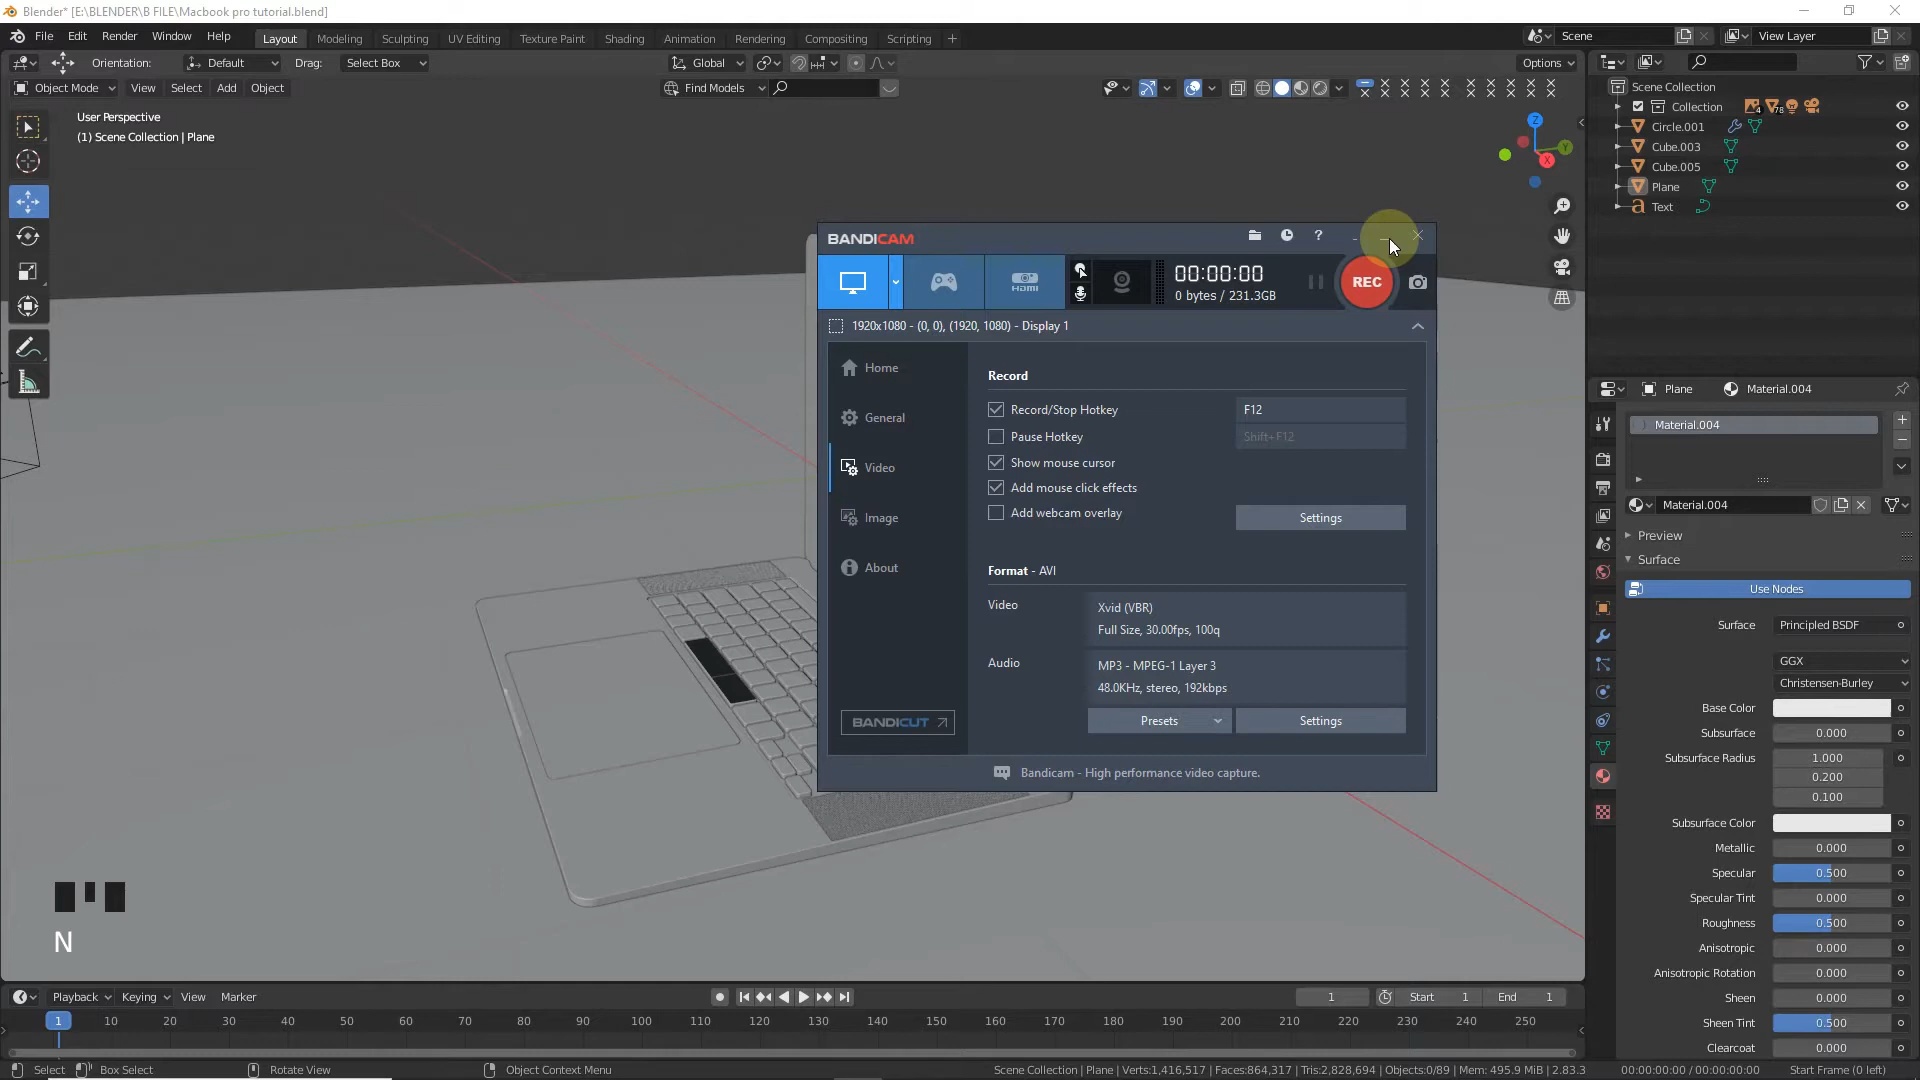 Blender* [E:\BLENDER\B FILE\Macbook pro tutorial.blend]
File Edit Render Window Help Layout Modeling Sculpting UV Editing Texture Paint Shading Animation Rendering Compositing Scripting Scene View Layer
Orientation: Default Drag: Select Box Global Options
Object Mode View Select Add Object Find Models
User Perspective
(1) Scene Collection | Plane
Z
Y
X
Scene Collection
Collection 4 78
Circle.001
Cube.003
Cube.005
Plane
Text
BANDICAM
HDMI
00:00:00
0 bytes / 231.3GB
REC
1920x1080 - (0, 0), (1920, 1080) - Display 1
Home
General
Video
Image
About
BANDICUT
Record
Record/Stop Hotkey F12
Pause Hotkey Shift+F12
Show mouse cursor
Add mouse click effects
Add webcam overlay
Settings
Format - AVI
Video Xvid (VBR)
Full Size, 30.00fps, 100q
Audio MP3 - MPEG-1 Layer 3
48.0KHz, stereo, 192kbps
Presets Settings
Bandicam - High performance video capture.
Plane Material.004
Material.004
Material.004
Preview
Surface
Use Nodes
Surface Principled BSDF
GGX
Christensen-Burley
Base Color
Subsurface 0.000
Subsurface Radius 1.000
0.200
0.100
Subsurface Color
Metallic 0.000
Specular 0.500
Specular Tint 0.000
Roughness 0.500
Anisotropic 0.000
Anisotropic Rotation 0.000
Sheen 0.000
Sheen Tint 0.500
Clearcoat 0.000
N
Playback Keying View Marker 1 Start 1 End 1
1 10 20 30 40 50 60 70 80 90 100 110 120 130 140 150 160 170 180 190 200 210 220 230 240 250
Select Box Select Rotate View Object Context Menu Scene Collection | Plane | Verts:1,416,517 | Faces:864,317 | Tris:2,828,694 | Objects:0/89 | Mem: 495.9 MiB | 2.83.3 00:00:00:00 / 00:00:00:00 Start Frame (0 left)